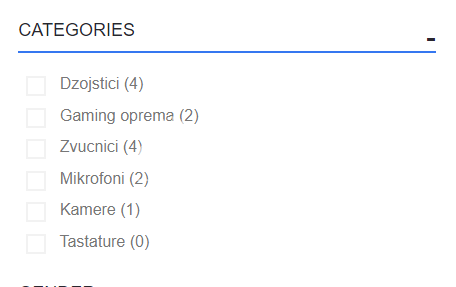 CATEGORIES
-
Dzojstici (4)
Gaming oprema (2)
Zvucnici (4)
Mikrofoni (2)
Kamere (1)
Tastature (0)